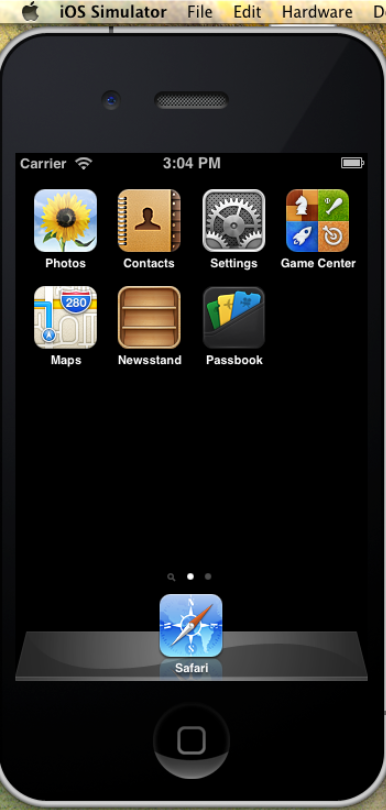 iOS Simulator File Edit Hardware D
Carrier 3:04 PM
Photos Contacts Settings Game Center
280
Maps Newsstand Passbook
Safari